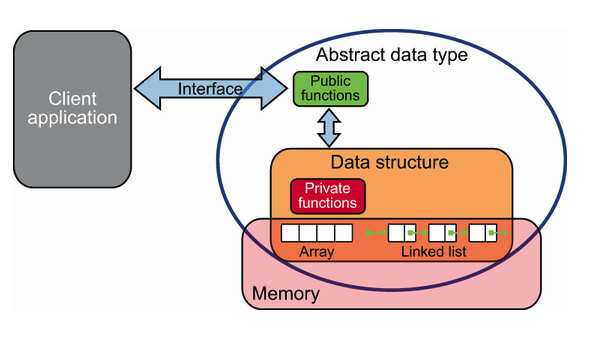 Abstract data type
Client
application
Interface
Public
functions
Data structure
Private
functions
Array
Linked list
Memory